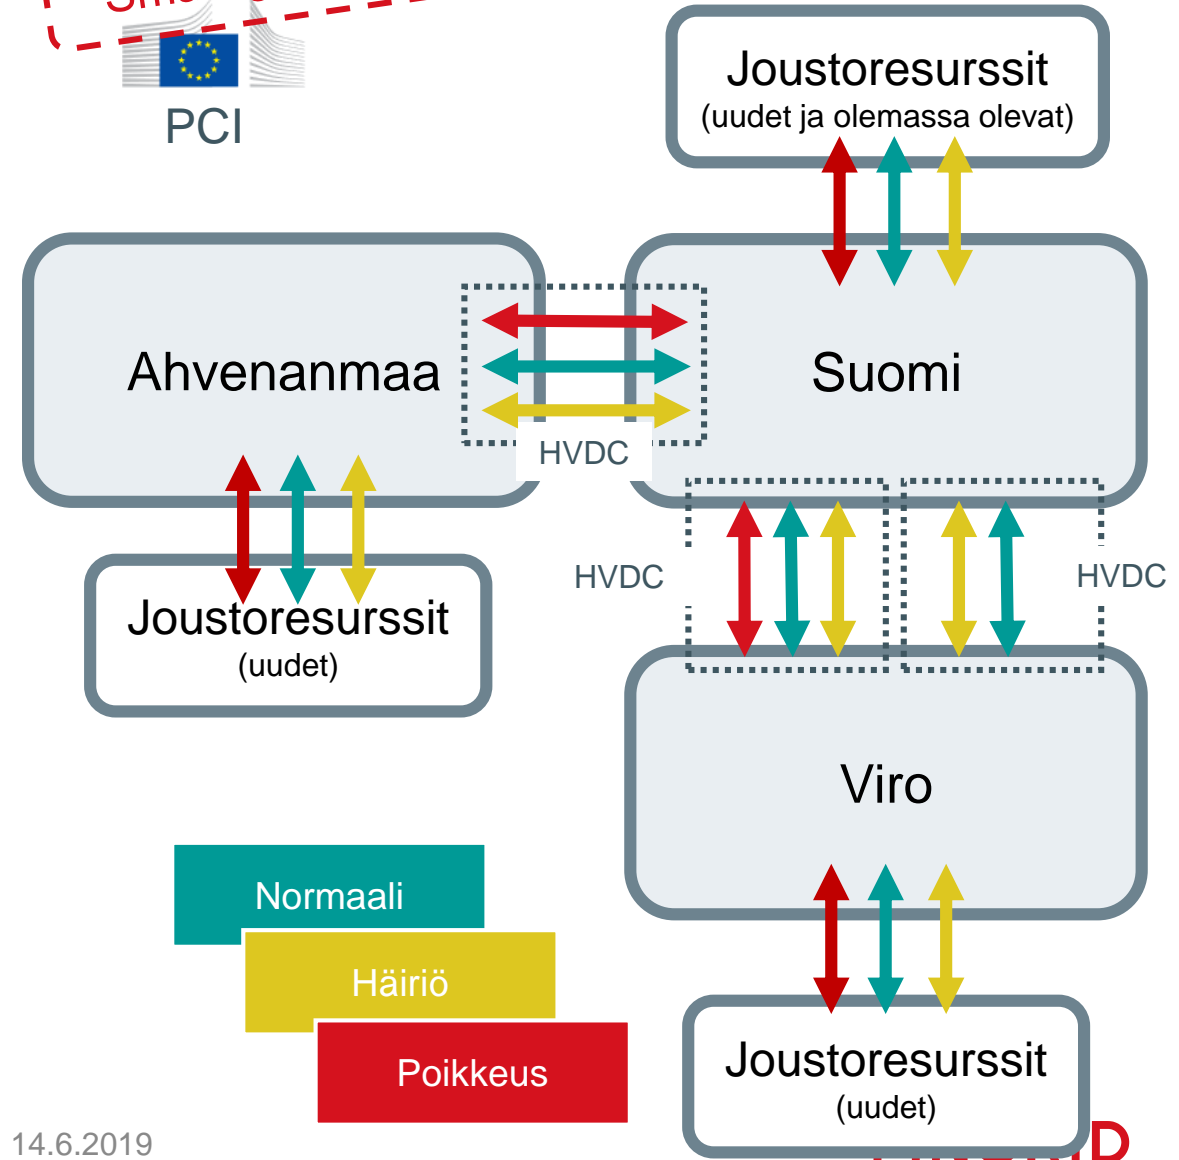 PCI
Joustoresurssit
(uudet ja olemassa olevat)
Ahvenanmaa
Suomi
HVDC
HVDC
HVDC
Joustoresurssit
(uudet)
Viro
Normaali
Häiriö
Poikkeus
Joustoresurssit
(uudet)
14.6.2019